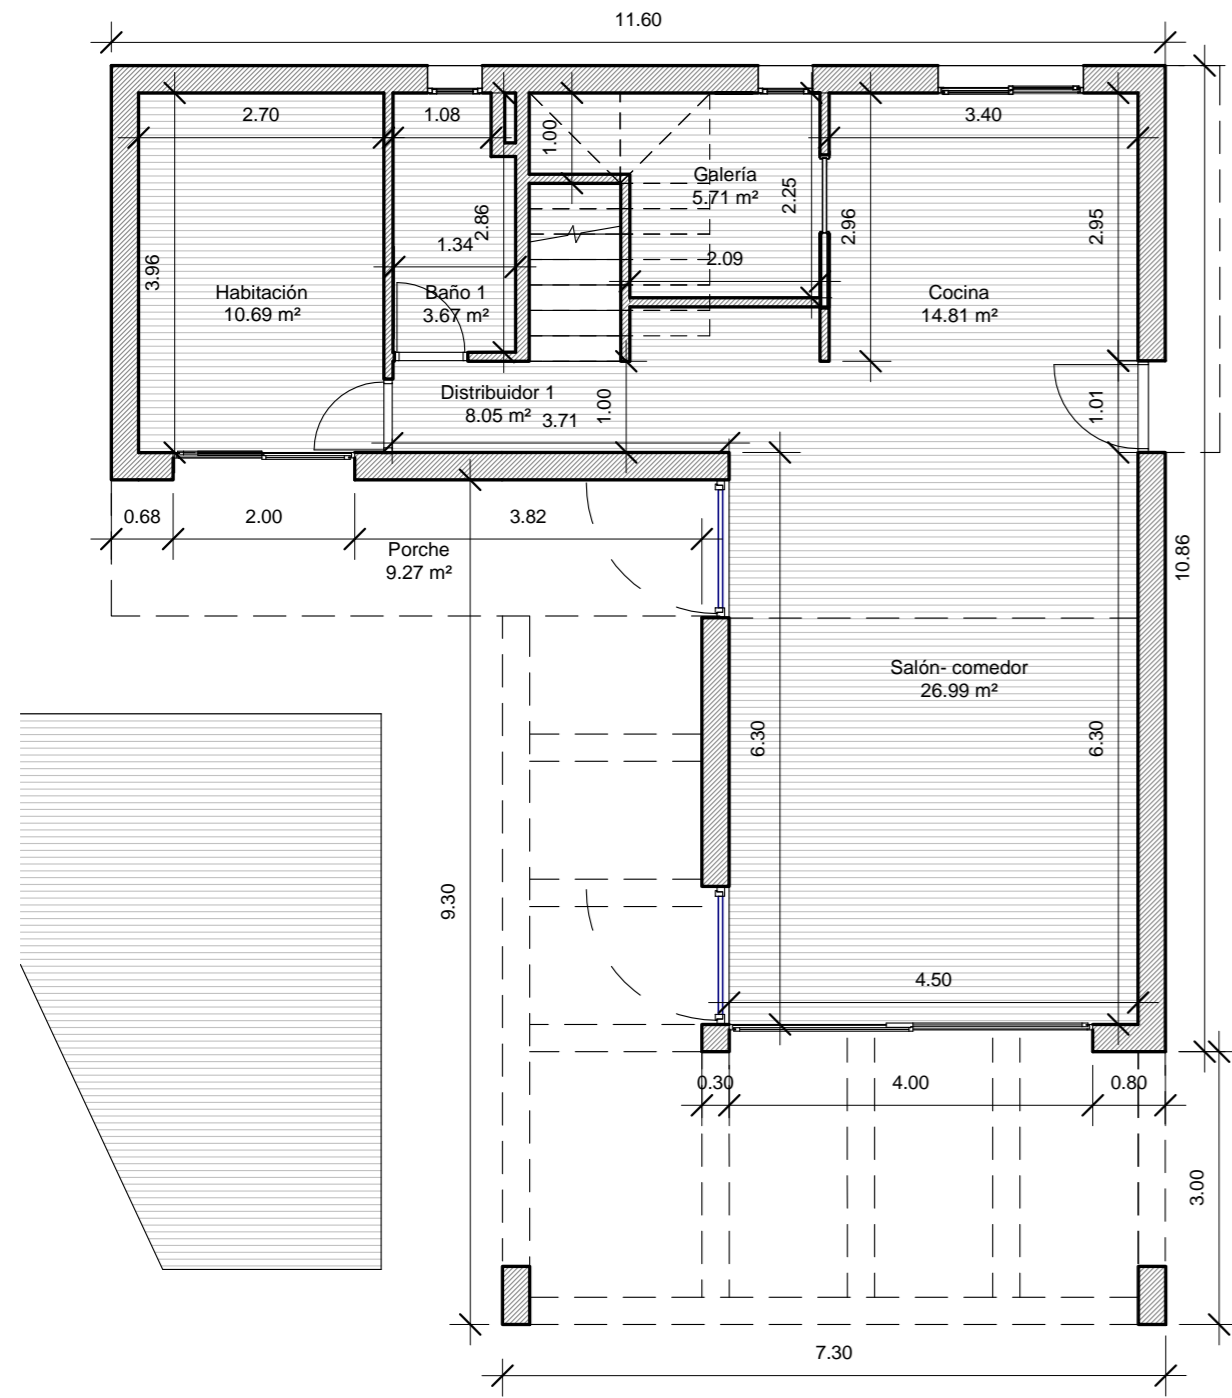 11.60
2.70
1.08
3.40
1.00
Galería
5.71 m²
2.25
2.96
2.95
2.86
1.34
2.09
3.96
Habitación
10.69 m²
Baño 1
3.67 m²
Cocina
14.81 m²
Distribuidor 1
8.05 m²
3.71
1.00
1.01
0.68
2.00
3.82
Porche
9.27 m²
10.86
Salón- comedor
26.99 m²
6.30
6.30
9.30
4.50
0.30
4.00
0.80
3.00
7.30